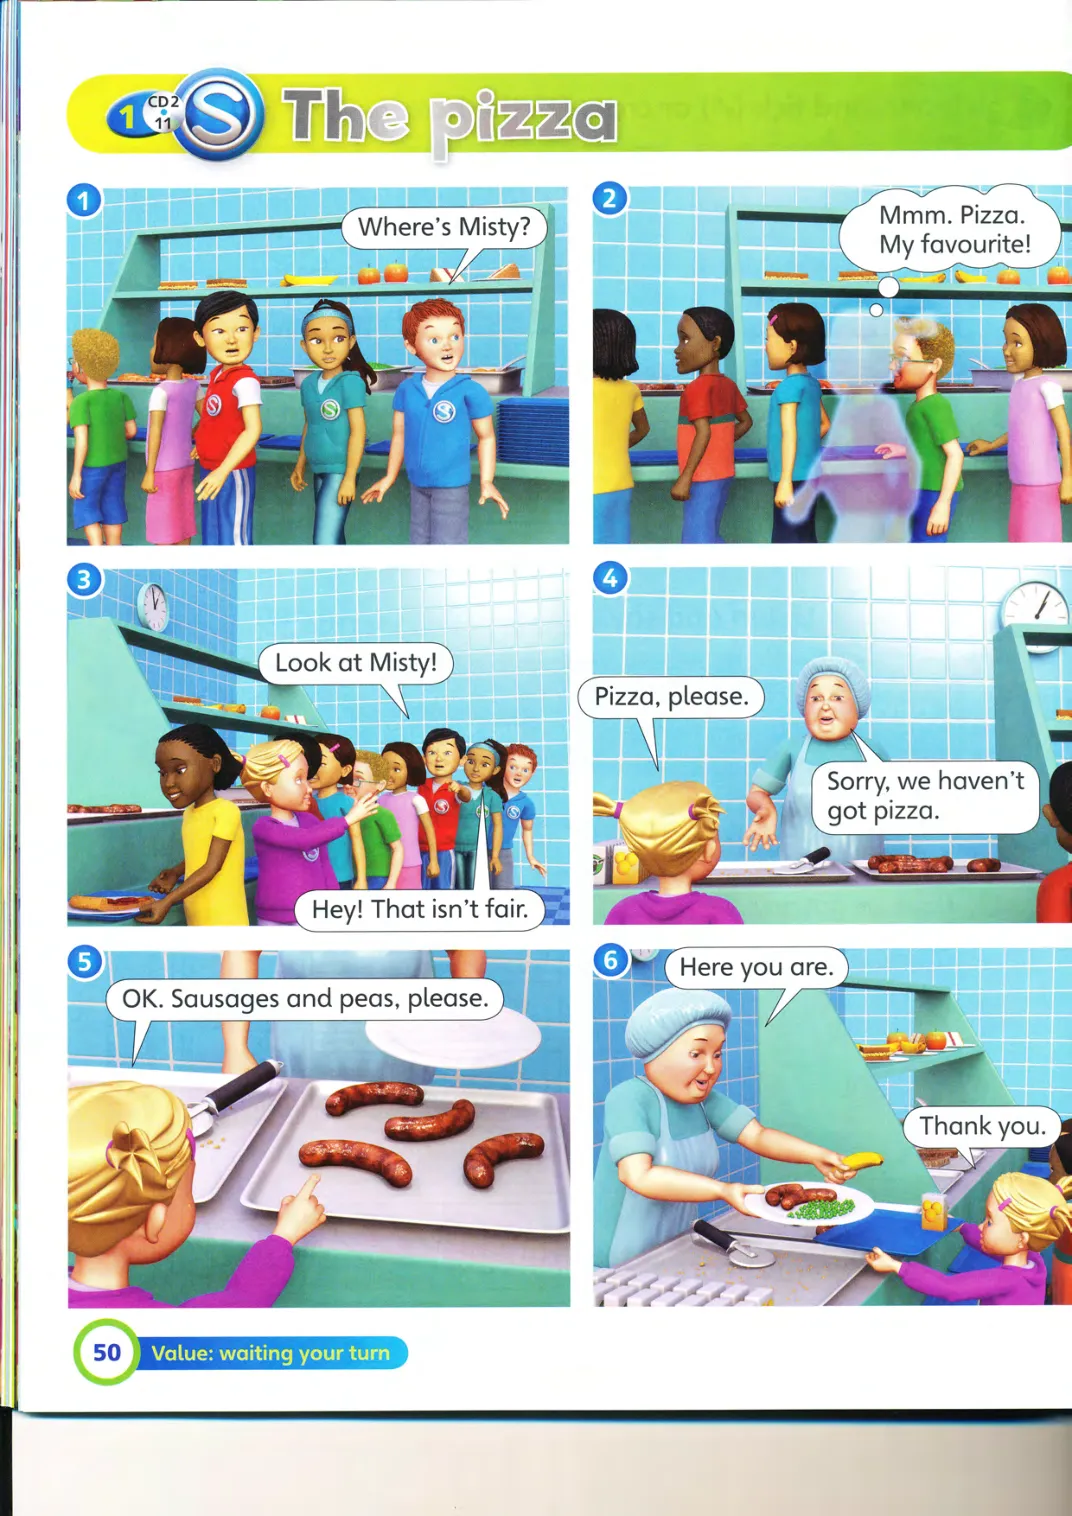 1
CD2
11
S
The pizza
1
Where's Misty?
2
Mmm. Pizza.
My favourite!
3
Look at Misty!
Hey! That isn't fair.
4
Pizza, please.
Sorry, we haven't
got pizza.
5
OK. Sausages and peas, please.
6
Here you are.
Thank you.
50
Value: waiting your turn